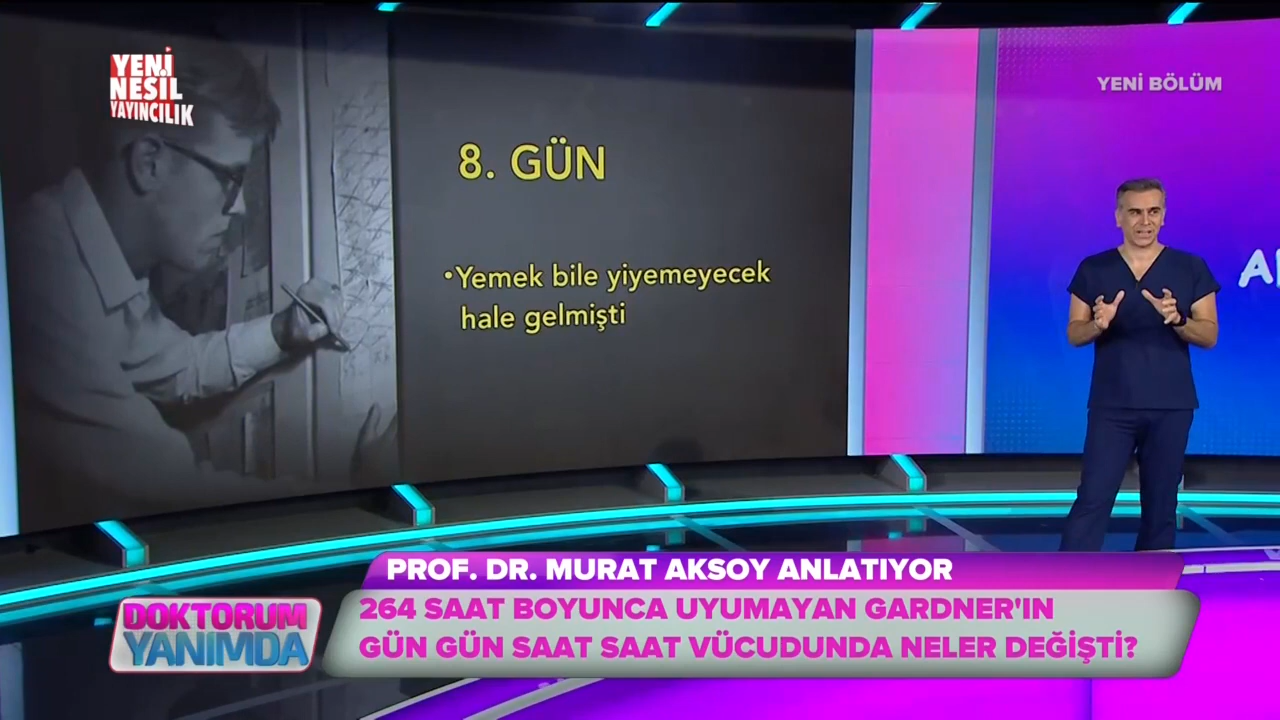 YENİ
NESİL
YAYINCILIK
YENİ BÖLÜM
8. GÜN
•Yemek bile yiyemeyecek
hale gelmişti
PROF. DR. MURAT AKSOY ANLATIYOR
DOKTORUM
YANIMDA
264 SAAT BOYUNCA UYUMAYAN GARDNER'IN
GÜN GÜN SAAT SAAT VÜCUDUNDA NELER DEĞİŞTİ?